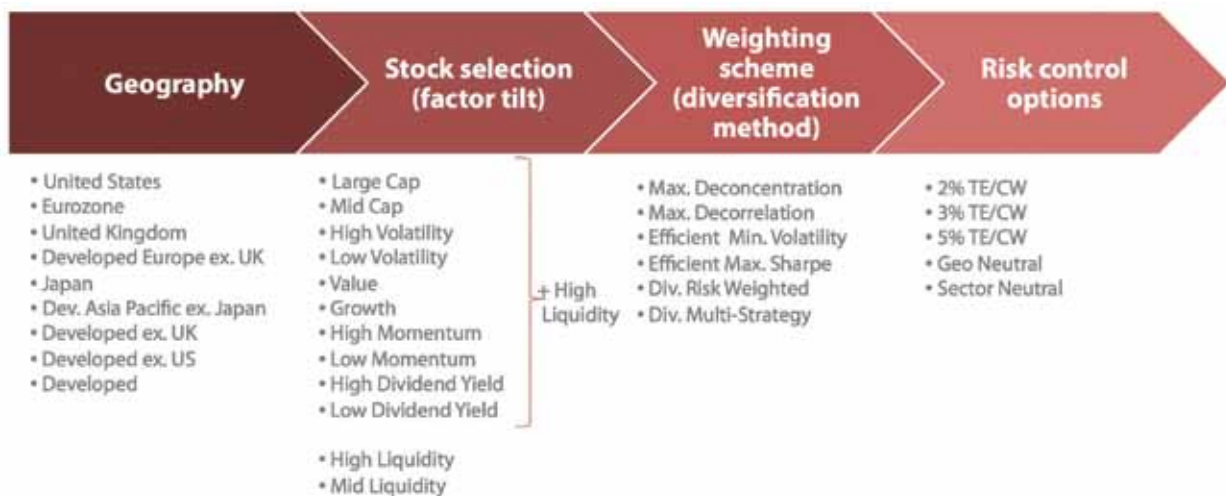 Geography
Stock selection
(factor tilt)
Weighting
scheme
(diversification
method)
Risk control
options
• United States
• Eurozone
• United Kingdom
• Developed Europe ex. UK
• Japan
• Dev. Asia Pacific ex. Japan
• Developed ex. UK
• Developed ex. US
• Developed
• Large Cap
• Mid Cap
• High Volatility
• Low Volatility
• Value
• Growth
• High Momentum
• Low Momentum
• High Dividend Yield
• Low Dividend Yield
+ High
Liquidity
• High Liquidity
• Mid Liquidity
• Max. Deconcentration
• Max. Decorrelation
• Efficient Min. Volatility
• Efficient Max. Sharpe
• Div. Risk Weighted
• Div. Multi-Strategy
• 2% TE/CW
• 3% TE/CW
• 5% TE/CW
• Geo Neutral
• Sector Neutral